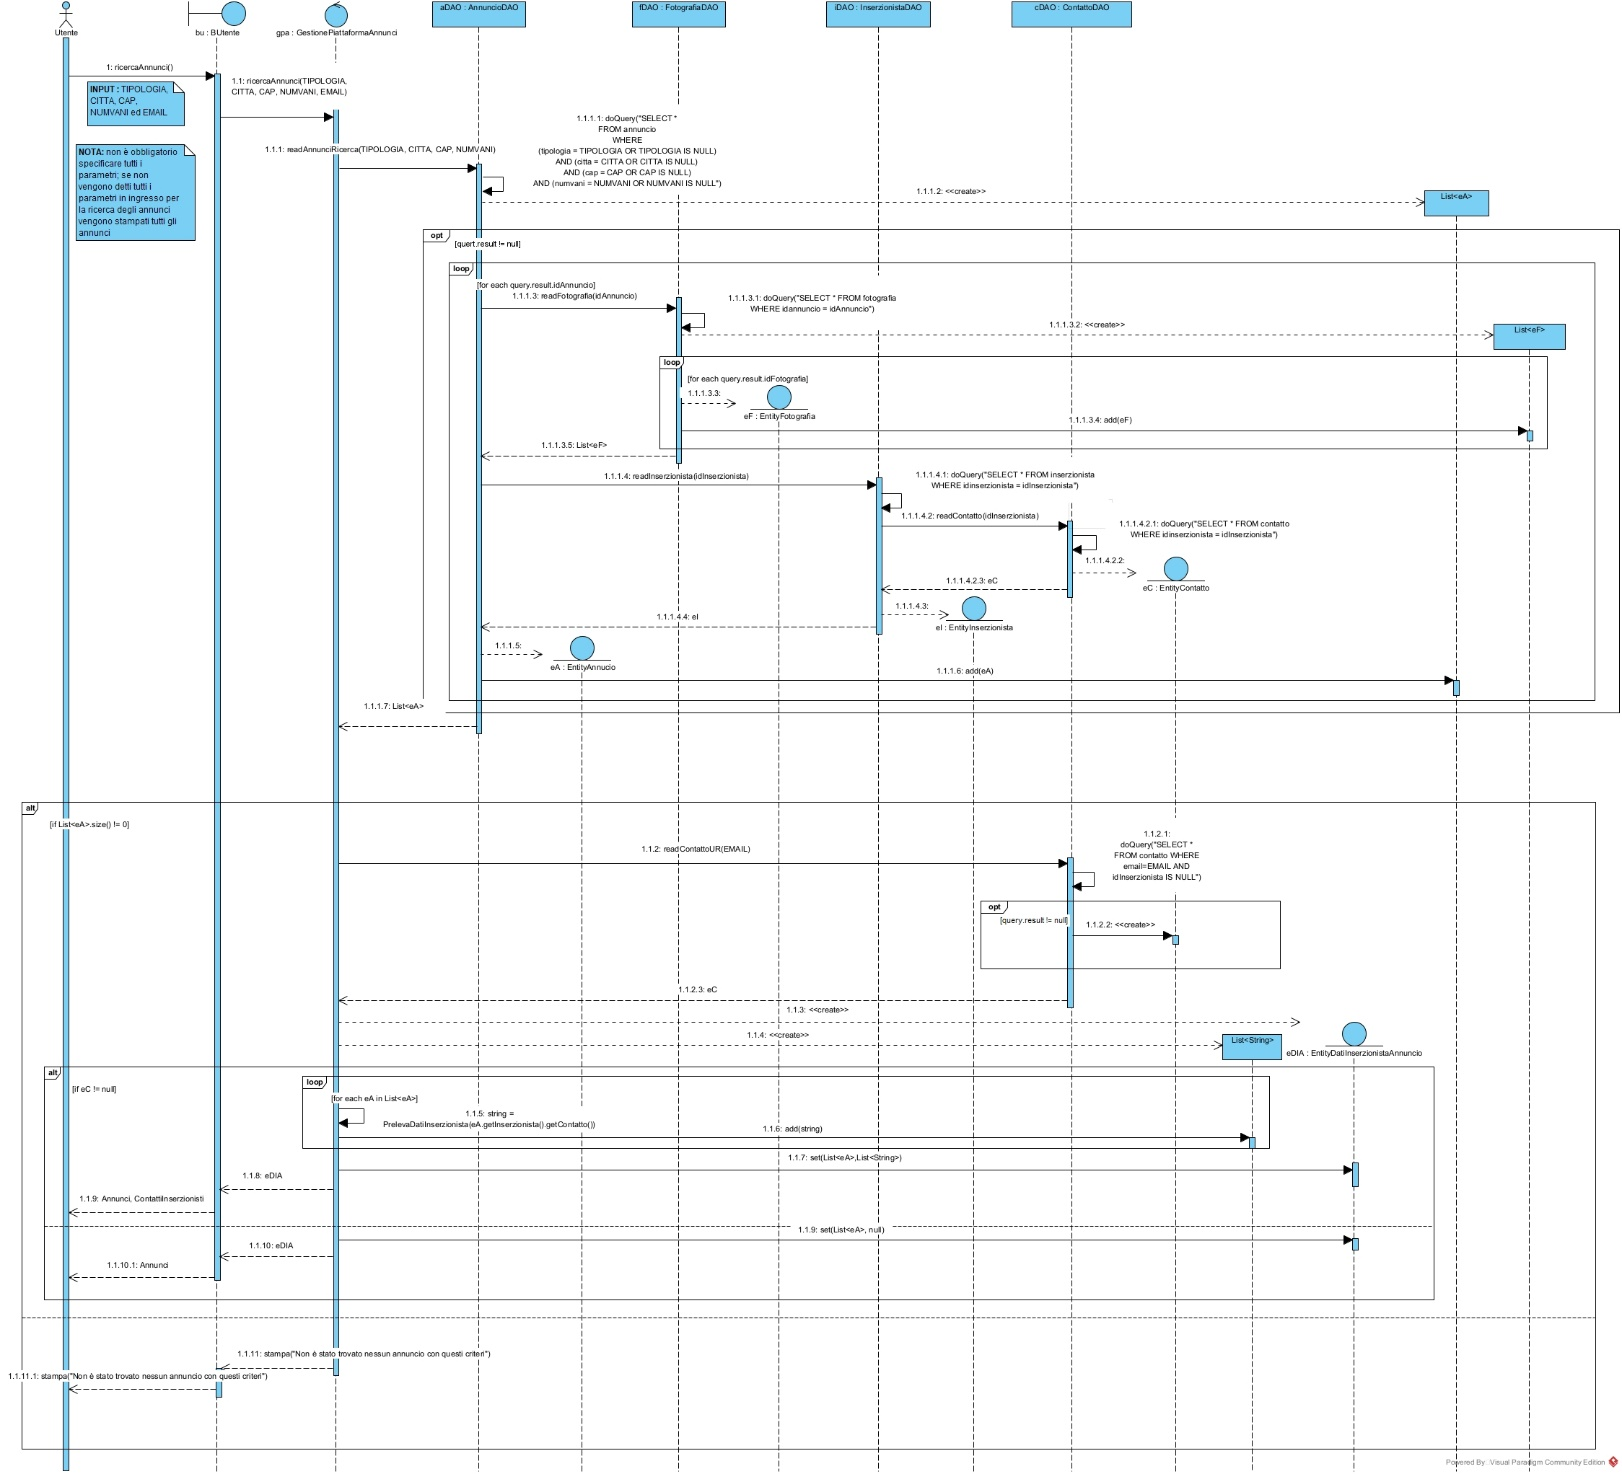 aDAO : AnnuncioDAO
fDAO : FotografiaDAO
iDAO : InserzionistaDAO
cDAO : ContattoDAO
Utente
bu : BUtente
gpa : GestionePiattaformaAnnunci
1: ricercaAnnunci()
INPUT : TIPOLOGIA,
CITTA, CAP,
NUMVANI ed EMAIL
1.1: ricercaAnnunci(TIPOLOGIA,
CITTA, CAP, NUMVANI, EMAIL)
NOTA: non è obbligatorio
specificare tutti i
parametri; se non
vengono detti tutti i
parametri in ingresso per
la ricerca degli annunci
vengono stampati tutti gli
annunci
1.1.1: readAnnunciRicerca(TIPOLOGIA, CITTA, CAP, NUMVANI)
1.1.1.1: doQuery("SELECT *
FROM annuncio
WHERE
(tipologia = TIPOLOGIA OR TIPOLOGIA IS NULL)
AND (citta = CITTA OR CITTA IS NULL)
AND (cap = CAP OR CAP IS NULL)
AND (numvani = NUMVANI OR NUMVANI IS NULL")
1.1.1.2: <<create>>
List<eA>
opt
[quert.result != null]
loop
[for each query.result.idAnnuncio]
1.1.1.3: readFotografia(idAnnuncio)
1.1.1.3.1: doQuery("SELECT * FROM fotografia
WHERE idannuncio = idAnnuncio")
1.1.1.3.2: <<create>>
List<eF>
loop
[for each query.result.idFotografia]
1.1.1.3.3:
eF : EntityFotografia
1.1.1.3.4: add(eF)
1.1.1.3.5: List<eF>
1.1.1.4: readInserzionista(idInserzionista)
1.1.1.4.1: doQuery("SELECT * FROM inserzionista
WHERE idinserzionista = idInserzionista")
1.1.1.4.2: readContatto(idInserzionista)
1.1.1.4.2.1: doQuery("SELECT * FROM contatto
WHERE idinserzionista = idInserzionista")
1.1.1.4.2.2:
eC : EntityContatto
1.1.1.4.2.3: eC
1.1.1.4.3:
eI : EntityInserzionista
1.1.1.4.4: eI
1.1.1.5:
eA : EntityAnnucio
1.1.1.6: add(eA)
1.1.1.7: List<eA>
alt
[if List<eA>.size() != 0]
1.1.2: readContattoUR(EMAIL)
1.1.2.1:
doQuery("SELECT *
FROM contatto WHERE
email=EMAIL AND
idInserzionista IS NULL")
opt
[query.result != null]
1.1.2.2: <<create>>
1.1.2.3: eC
1.1.3: <<create>>
1.1.4: <<create>>
List<String>
eDIA : EntityDatiInserzionistaAnnuncio
alt
[if eC != null]
loop
[for each eA in List<eA>]
1.1.5: string =
PrelevaDatiInserzionista(eA.getInserzionista().getContatto())
1.1.6: add(string)
1.1.7: set(List<eA>,List<String>)
1.1.8: eDIA
1.1.9: Annunci, ContattiInserzionisti
1.1.9: set(List<eA>, null)
1.1.10: eDIA
1.1.10.1: Annunci
1.1.11: stampa("Non è stato trovato nessun annuncio con questi criteri")
1.1.11.1: stampa("Non è stato trovato nessun annuncio con questi criteri")
Powered By Visual Paradigm Community Edition